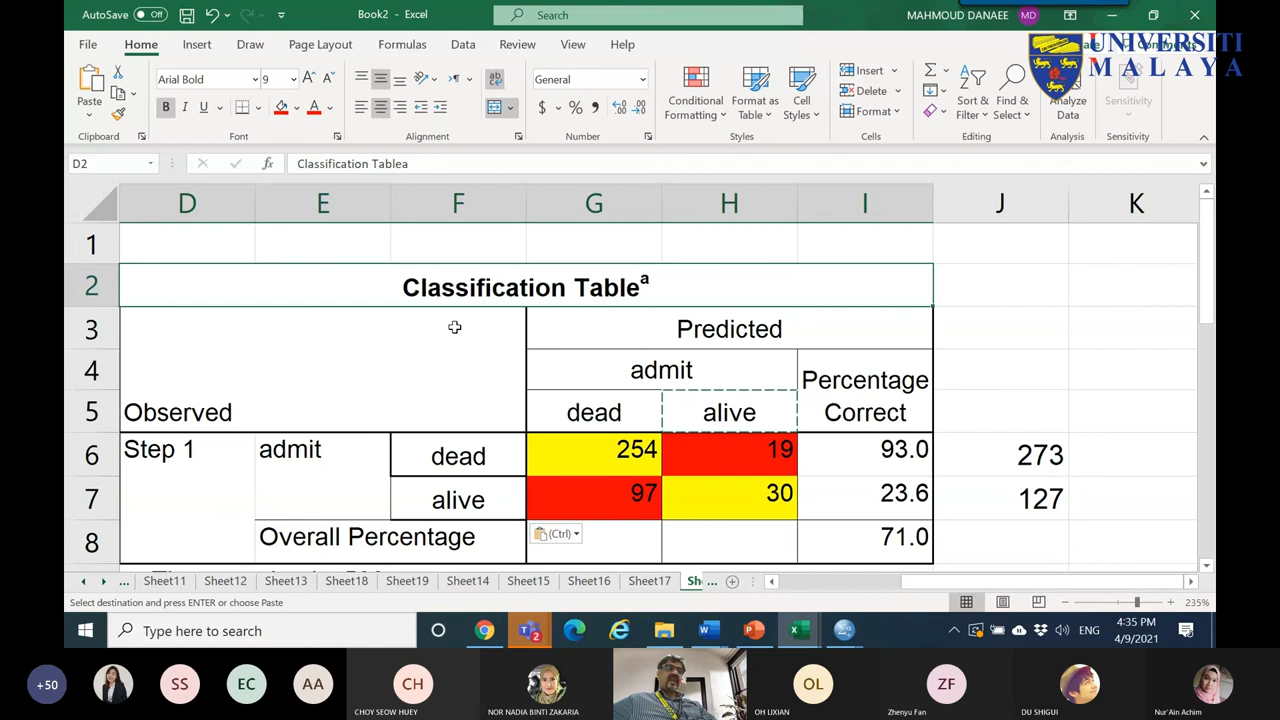 AutoSave Off Book2 - Excel Search MAHMOUD DANAEE MD
File Home Insert Draw Page Layout Formulas Data Review View Help
UNIVERSITI
MALAYA
Paste Arial Bold 9 General Conditional Formatting Format as Table Cell Styles Insert Delete Format Sort & Filter Find & Select Analyze Data Sensitivity
Clipboard Font Alignment Number Styles Cells Editing Analysis Sensitivity
D2 fx Classification Tablea
D E F G H I J K
1
2 Classification Tablea
3 Predicted
4 admit Percentage
5 Observed dead alive Correct
6 Step 1 admit dead 254 19 93.0 273
7 alive 97 30 23.6 127
8 Overall Percentage (Ctrl) 71.0
... Sheet11 Sheet12 Sheet13 Sheet18 Sheet19 Sheet14 Sheet15 Sheet16 Sheet17 Sh ...
Select destination and press ENTER or choose Paste 235%
Type here to search ENG 4:35 PM
4/9/2021
+50 SS EC AA CH OL ZF
CHOY SEOW HUEY NOR NADIA BINTI ZAKARIA OH LIXIAN Zhenyu Fan DU SHIGUI Nur'Ain Achim